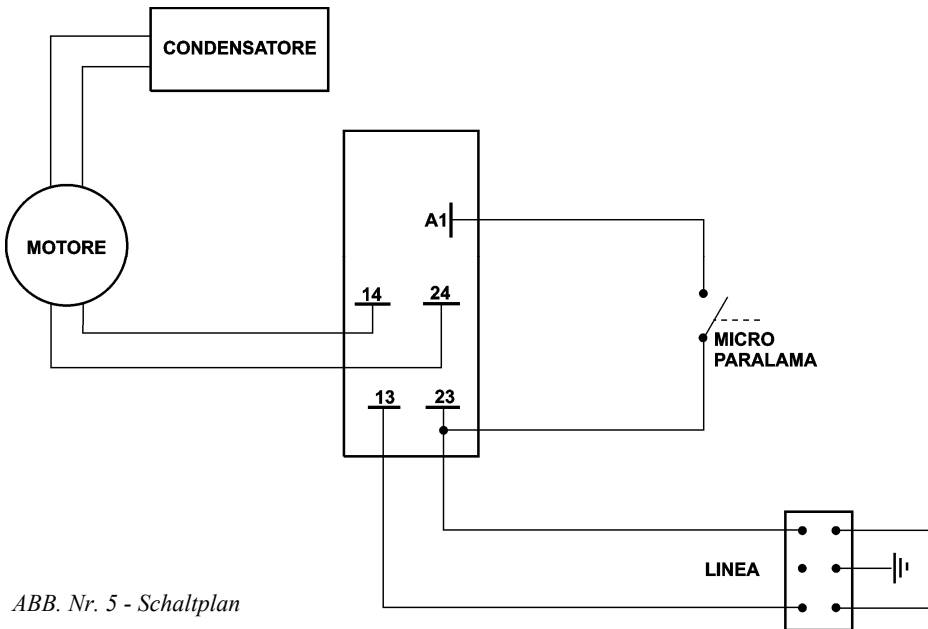 CONDENSATORE
MOTORE
A1
14
24
MICRO
PARALAMA
13
23
LINEA
ABB. Nr. 5 - Schaltplan